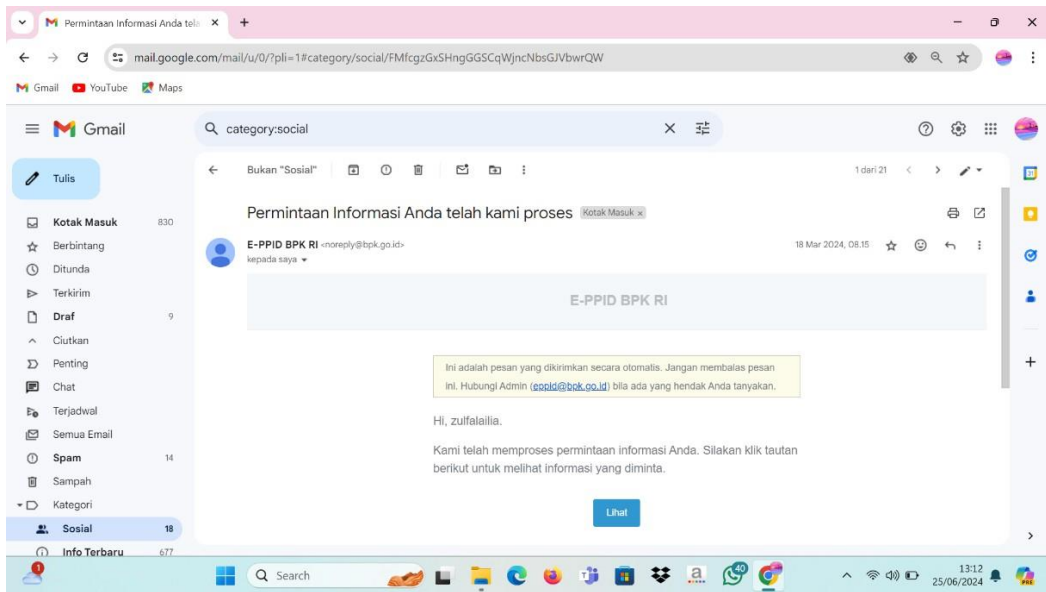 Permintaan Informasi Anda tela
mail.google.com/mail/u/0/?pli=1#category/social/FMfcgzGxSHngGGSCqWjncNbsGJVbwrQW
Gmail YouTube Maps
Gmail
category:social
Tulis
Bukan "Sosial"
1 dari 21
Permintaan Informasi Anda telah kami proses Kotak Masuk x
Kotak Masuk 830
Berbintang
Ditunda
Terkirim
Draf 9
Ciutkan
Penting
Chat
Terjadwal
Semua Email
Spam 14
Sampah
Kategori
Sosial 18
Info Terbaru 677
E-PPID BPK RI <noreply@bpk.go.id>
18 Mar 2024, 08.15
kepada saya
E-PPID BPK RI
Ini adalah pesan yang dikirimkan secara otomatis. Jangan membalas pesan
ini. Hubungi Admin (eppid@bpk.go.id) bila ada yang hendak Anda tanyakan.
Hi, zulfalailia.
Kami telah memproses permintaan informasi Anda. Silakan klik tautan
berikut untuk melihat informasi yang diminta.
Lihat
31
1
Search
a
99
PRE
13:12
25/06/2024